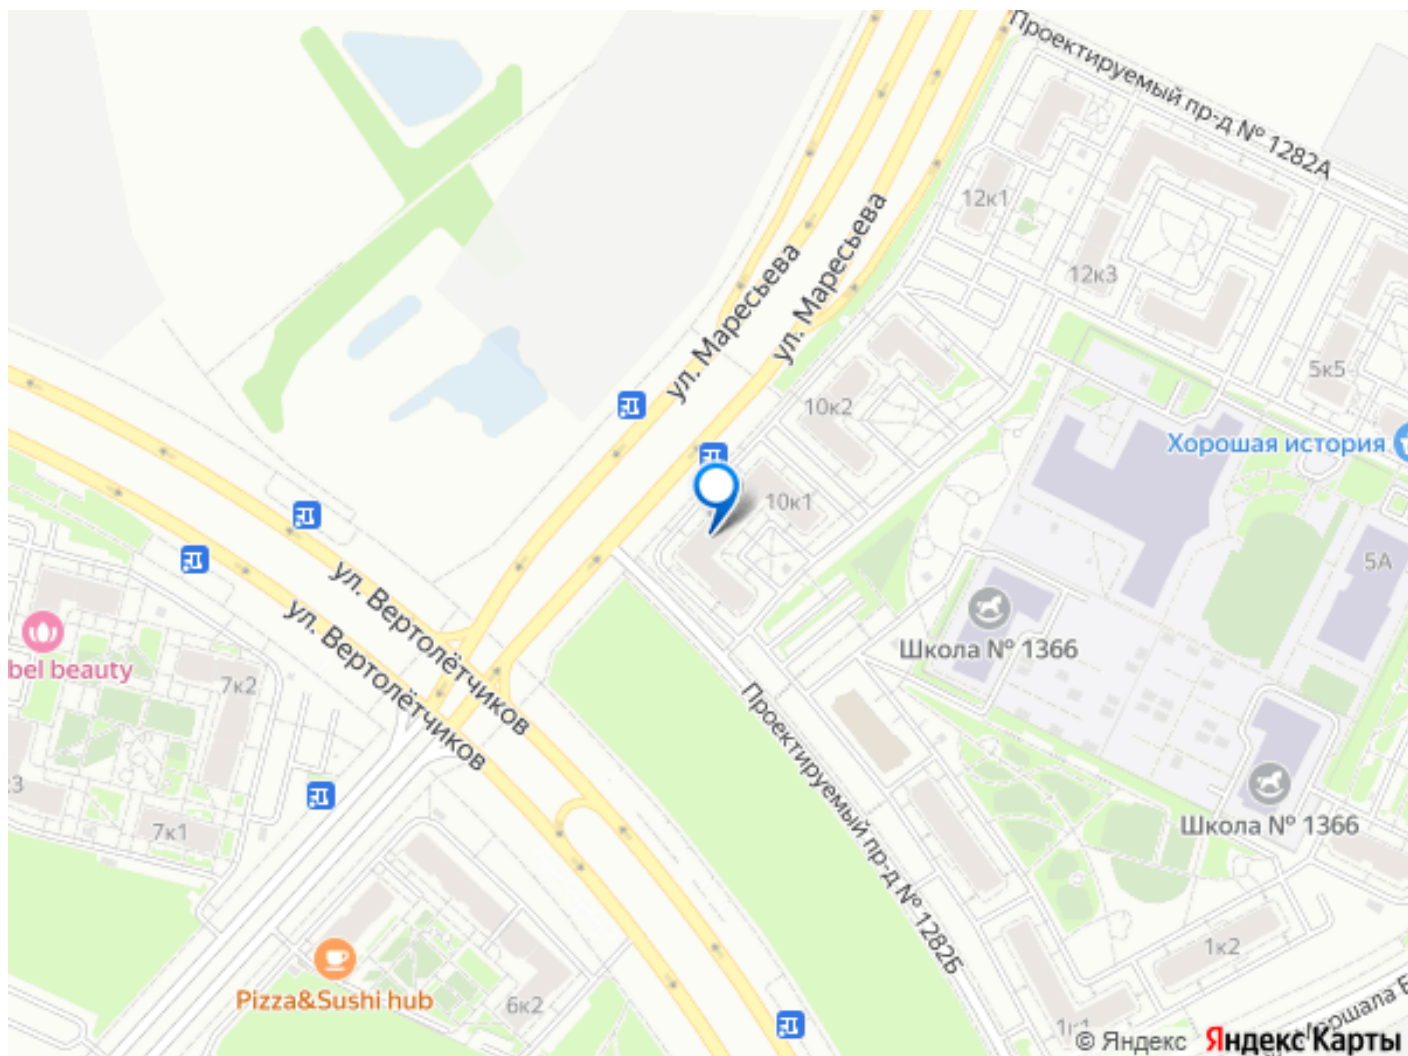 Проектируемый пр-д № 1282А
12к1
ул. Маресьева
ул. Маресьева
12к3
5к5
10к2
Хорошая история
10к1
5А
ул. Вертолётчиков
ул. Вертолётчиков
Школа № 1366
bel beauty
7к2
Проектируемый пр-д № 1282Б
7к1
Школа № 1366
1к2
Pizza&Sushi hub
6к2
© Яндекс
Яндекс Карты